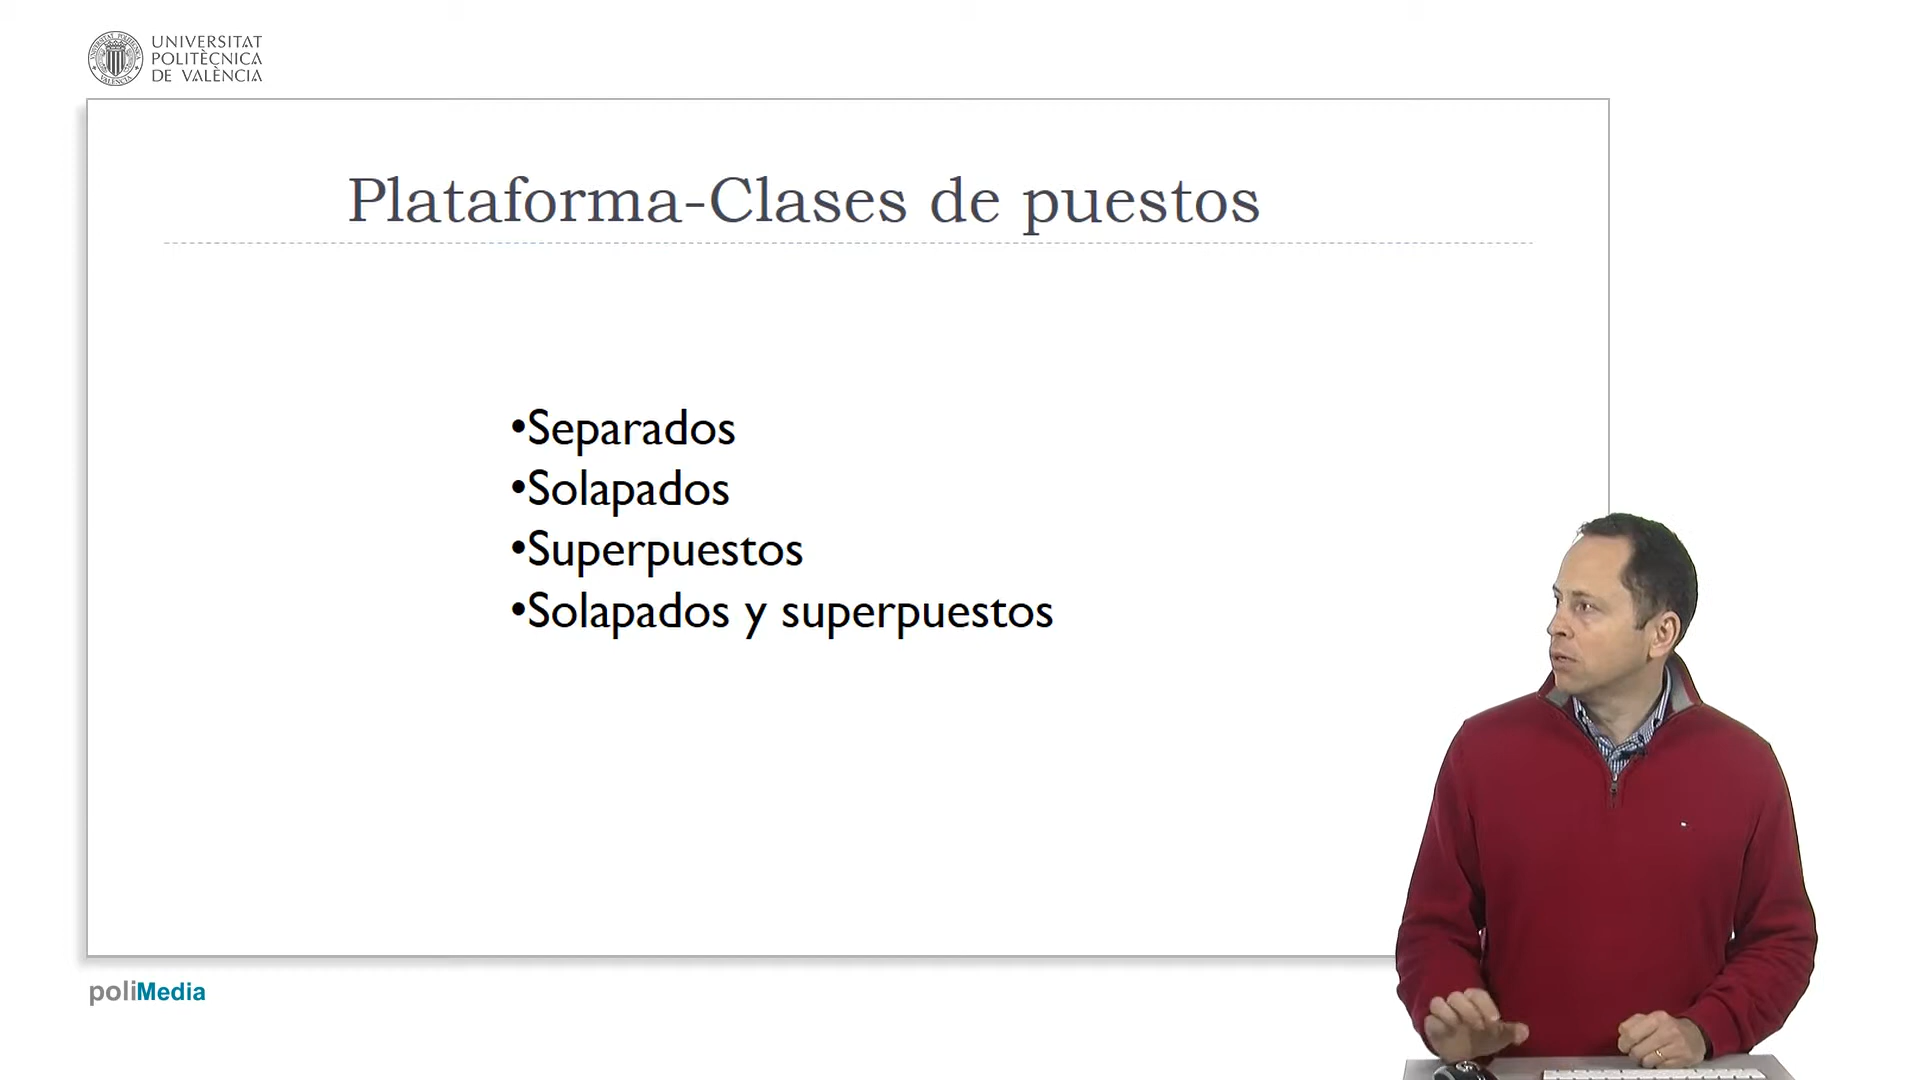 UNIVERSITAT
POLITÈCNICA
DE VALÈNCIA
Plataforma-Clases de puestos
•Separados
•Solapados
•Superpuestos
•Solapados y superpuestos
poliMedia